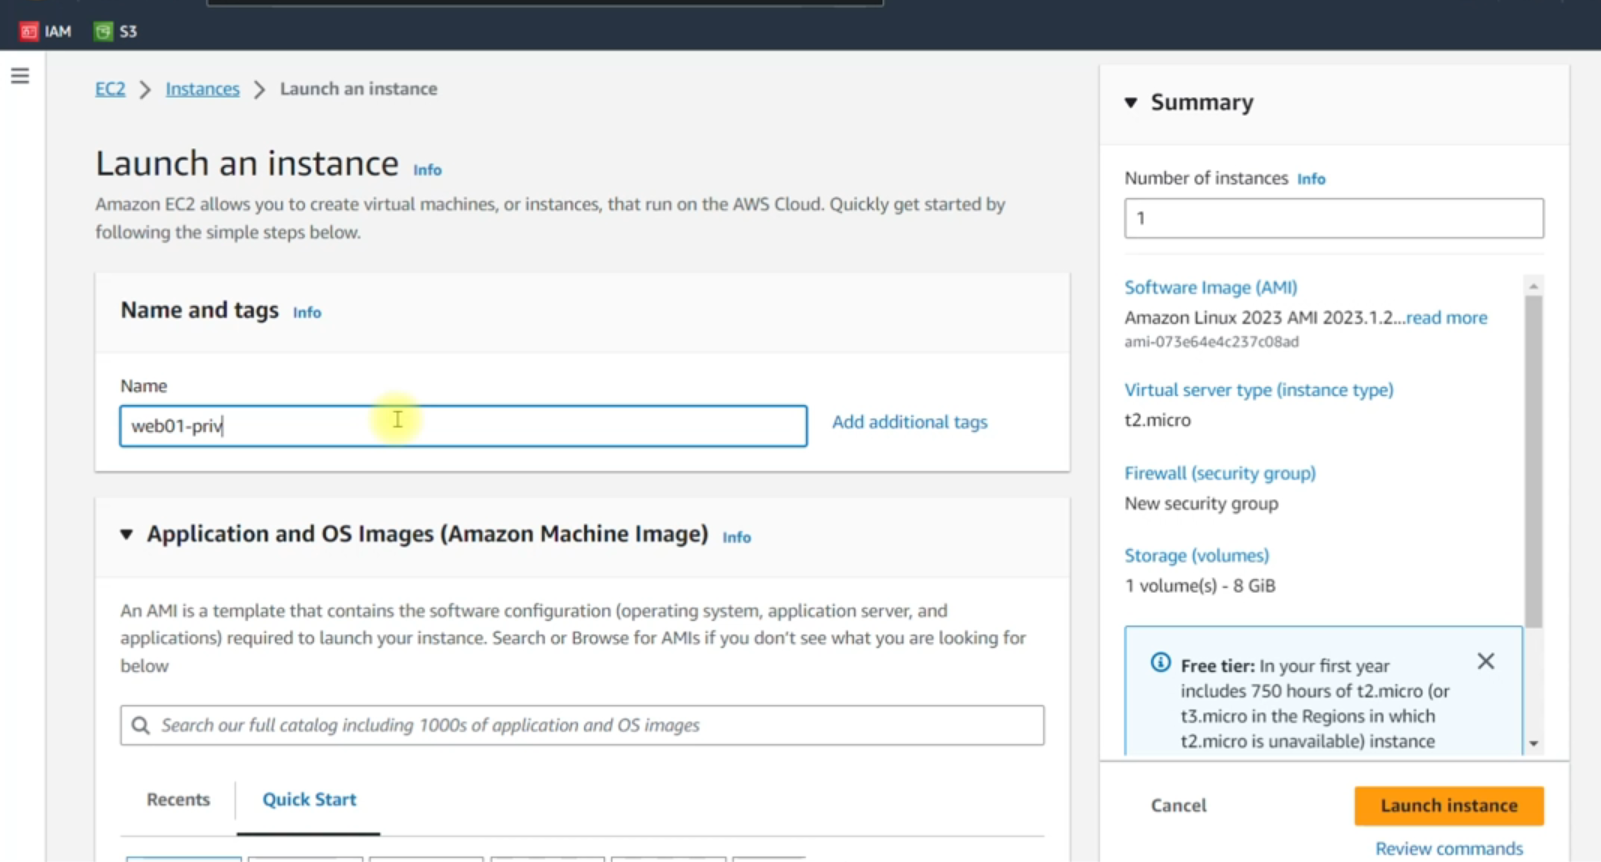 IAM S3
EC2 > Instances > Launch an instance
Launch an instance Info
Amazon EC2 allows you to create virtual machines, or instances, that run on the AWS Cloud. Quickly get started by
following the simple steps below.
Name and tags Info
Name
web01-priv
Add additional tags
Application and OS Images (Amazon Machine Image) Info
An AMI is a template that contains the software configuration (operating system, application server, and
applications) required to launch your instance. Search or Browse for AMIs if you don't see what you are looking for
below
Search our full catalog including 1000s of application and OS images
Recents
Quick Start
Summary
Number of instances Info
1
Software Image (AMI)
Amazon Linux 2023 AMI 2023.1.2...read more
ami-073e64e4c237c08ad
Virtual server type (instance type)
t2.micro
Firewall (security group)
New security group
Storage (volumes)
1 volume(s) - 8 GiB
Free tier: In your first year
includes 750 hours of t2.micro (or
t3.micro in the Regions in which
t2.micro is unavailable) instance
Cancel
Launch instance
Review commands